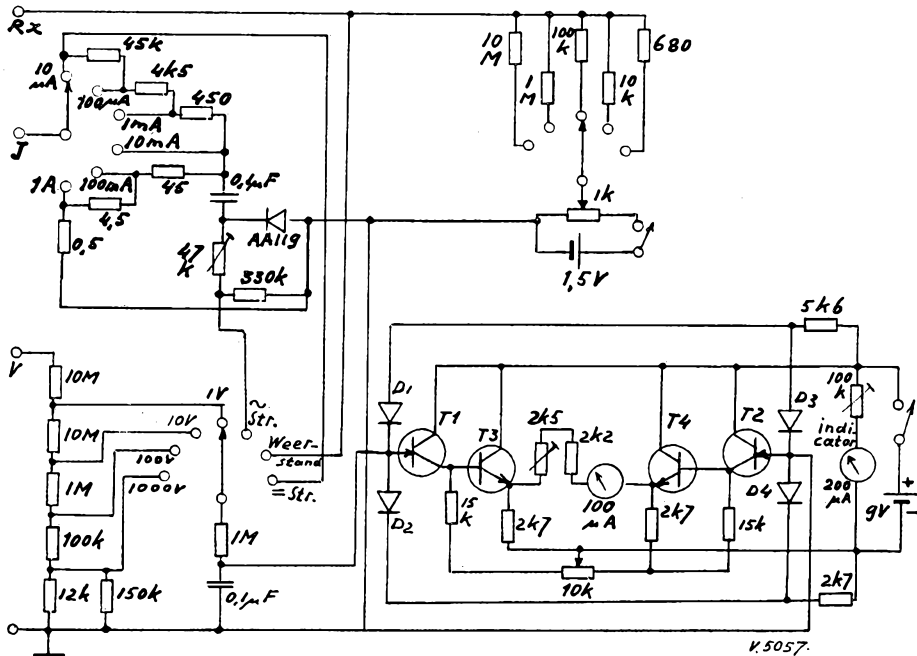 Rx
45k
10 µA
4k5
100µA
450
1mA
J
10mA
1A
100mA
45
0,1µF
4,5
0,5
AA119
47 k
330k
10 M
1 M
100 k
10 k
680
1k
1,5V
V
10M
1V
10M
10V
100V
1M
1000V
100k
12k
150k
1M
0,1µF
~ Str.
Weer-
stand
= Str.
5k6
D1
T1
T3
2k5
2k2
T4
T2
D3
100 k
indi-
cator
D2
15 k
2k7
100 µA
2k7
15k
D4
200 µA
9V
+
10k
2k7
V.5057.